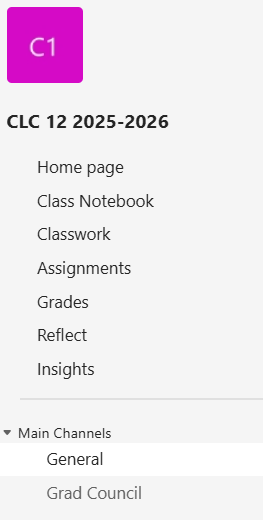 C1
CLC 12 2025-2026
Home page
Class Notebook
Classwork
Assignments
Grades
Reflect
Insights
Main Channels
General
Grad Council